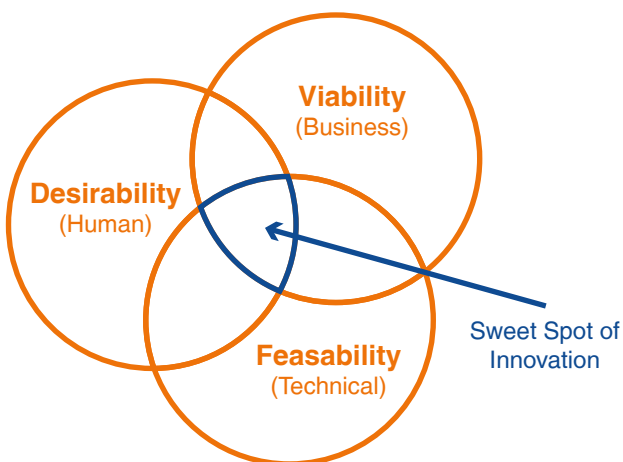 Viability
(Business)
Desirability
(Human)
Feasability
(Technical)
Sweet Spot of
Innovation